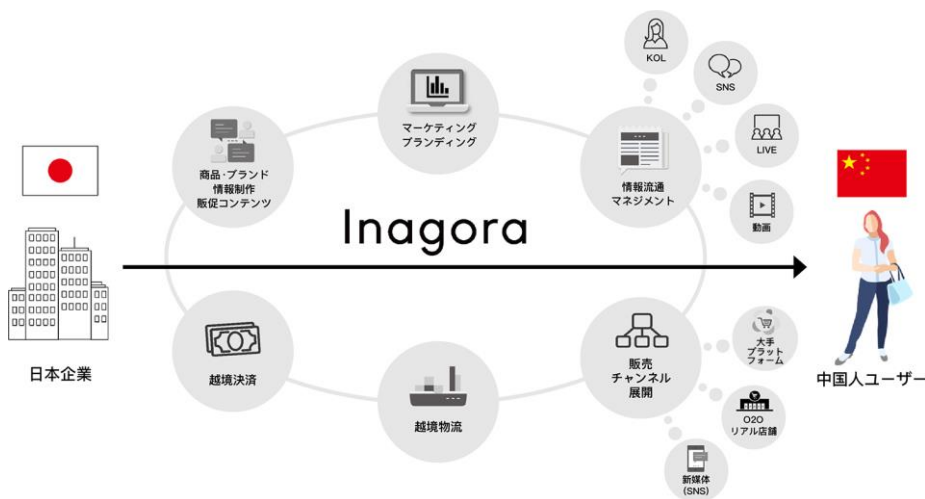 KOL
SNS
LIVE
動画
マーケティング
ブランディング
商品・ブランド
情報制作
販促コンテンツ
情報流通
マネジメント
Inagora
日本企業
中国人ユーザー
越境決済
越境物流
販売
チャンネル
展開
大手
プラット
フォーム
O2O
リアル店舗
新媒体
(SNS)